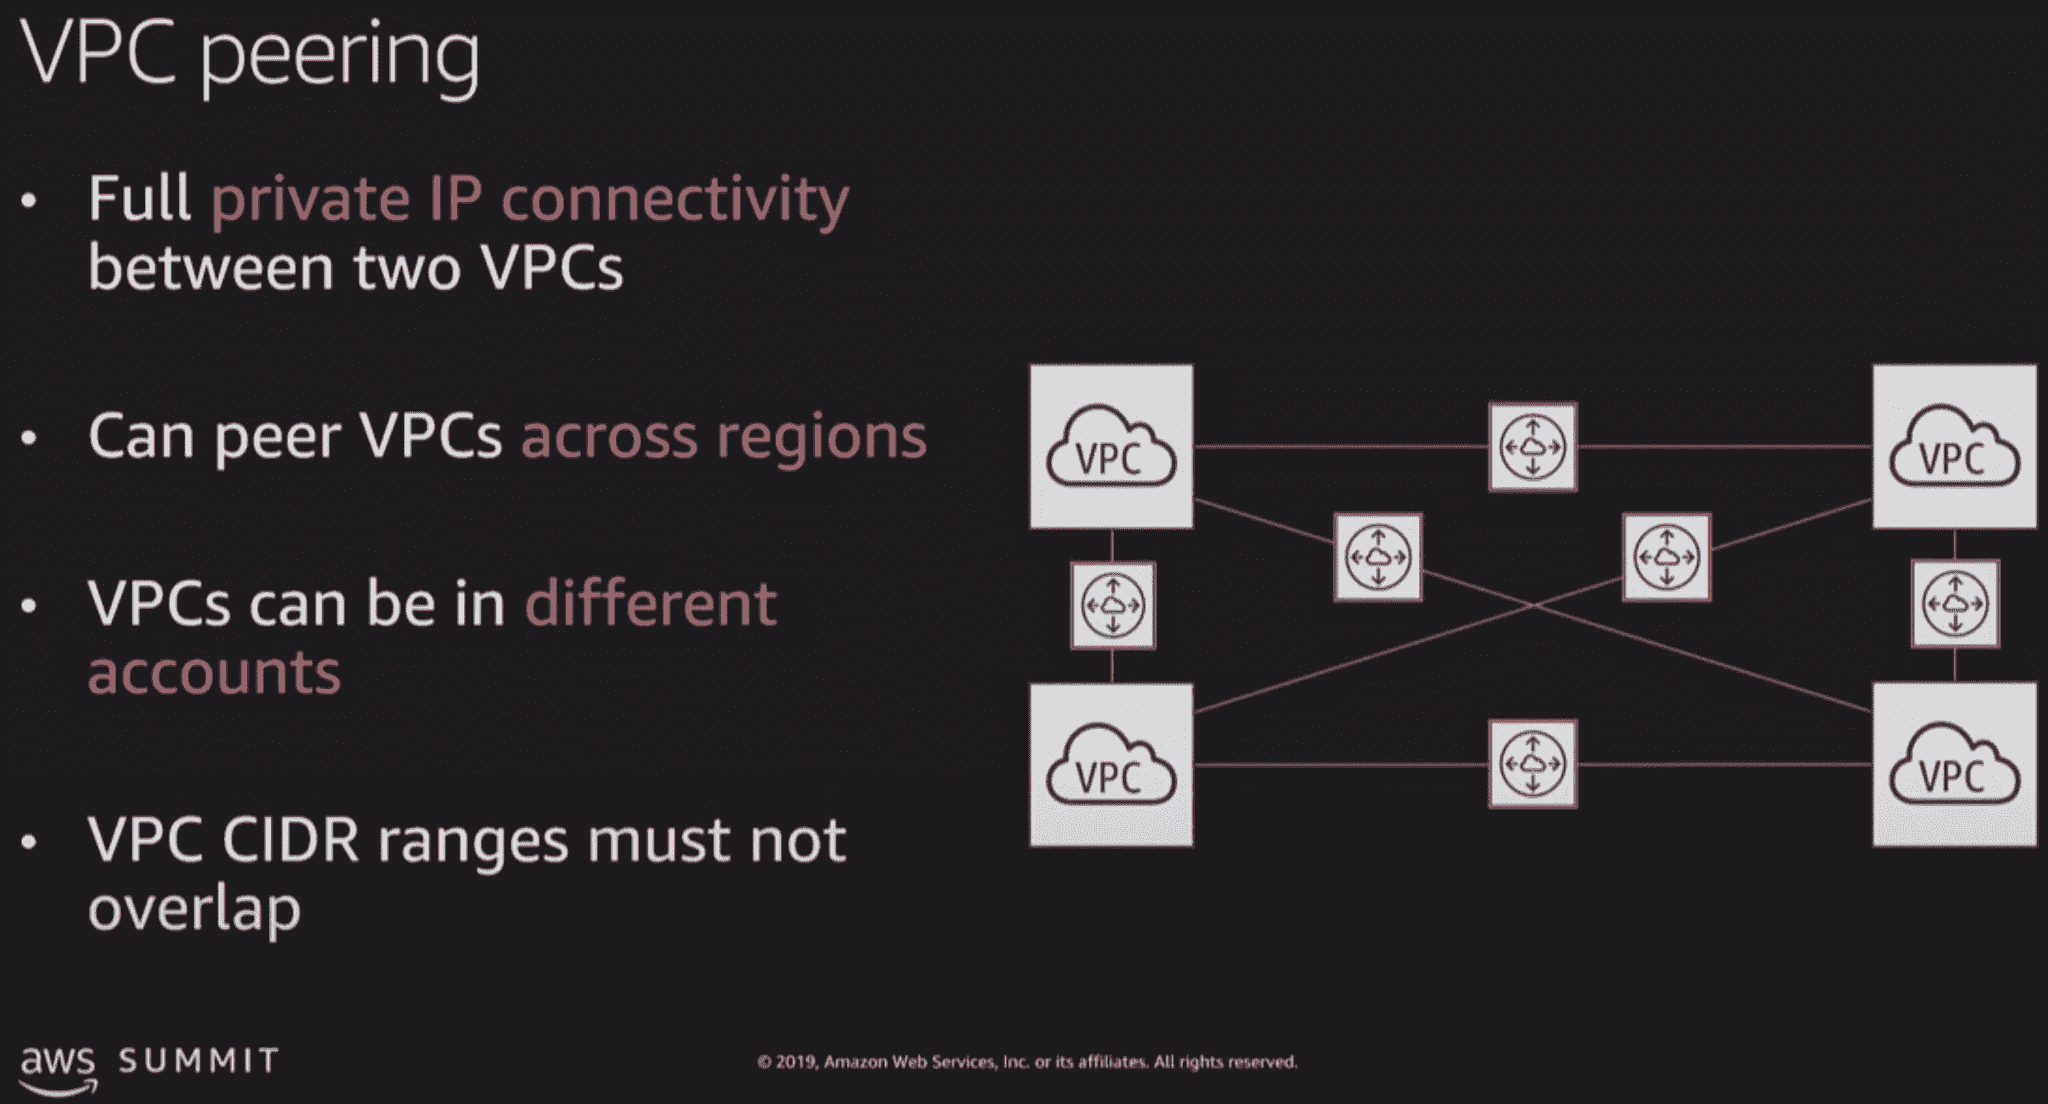 VPC peering
• Full private IP connectivity
between two VPCs
• Can peer VPCs across regions
• VPCs can be in different
accounts
• VPC CIDR ranges must not
overlap
VPC
VPC
VPC
VPC
aws SUMMIT
© 2019, Amazon Web Services, Inc. or its affiliates. All rights reserved.